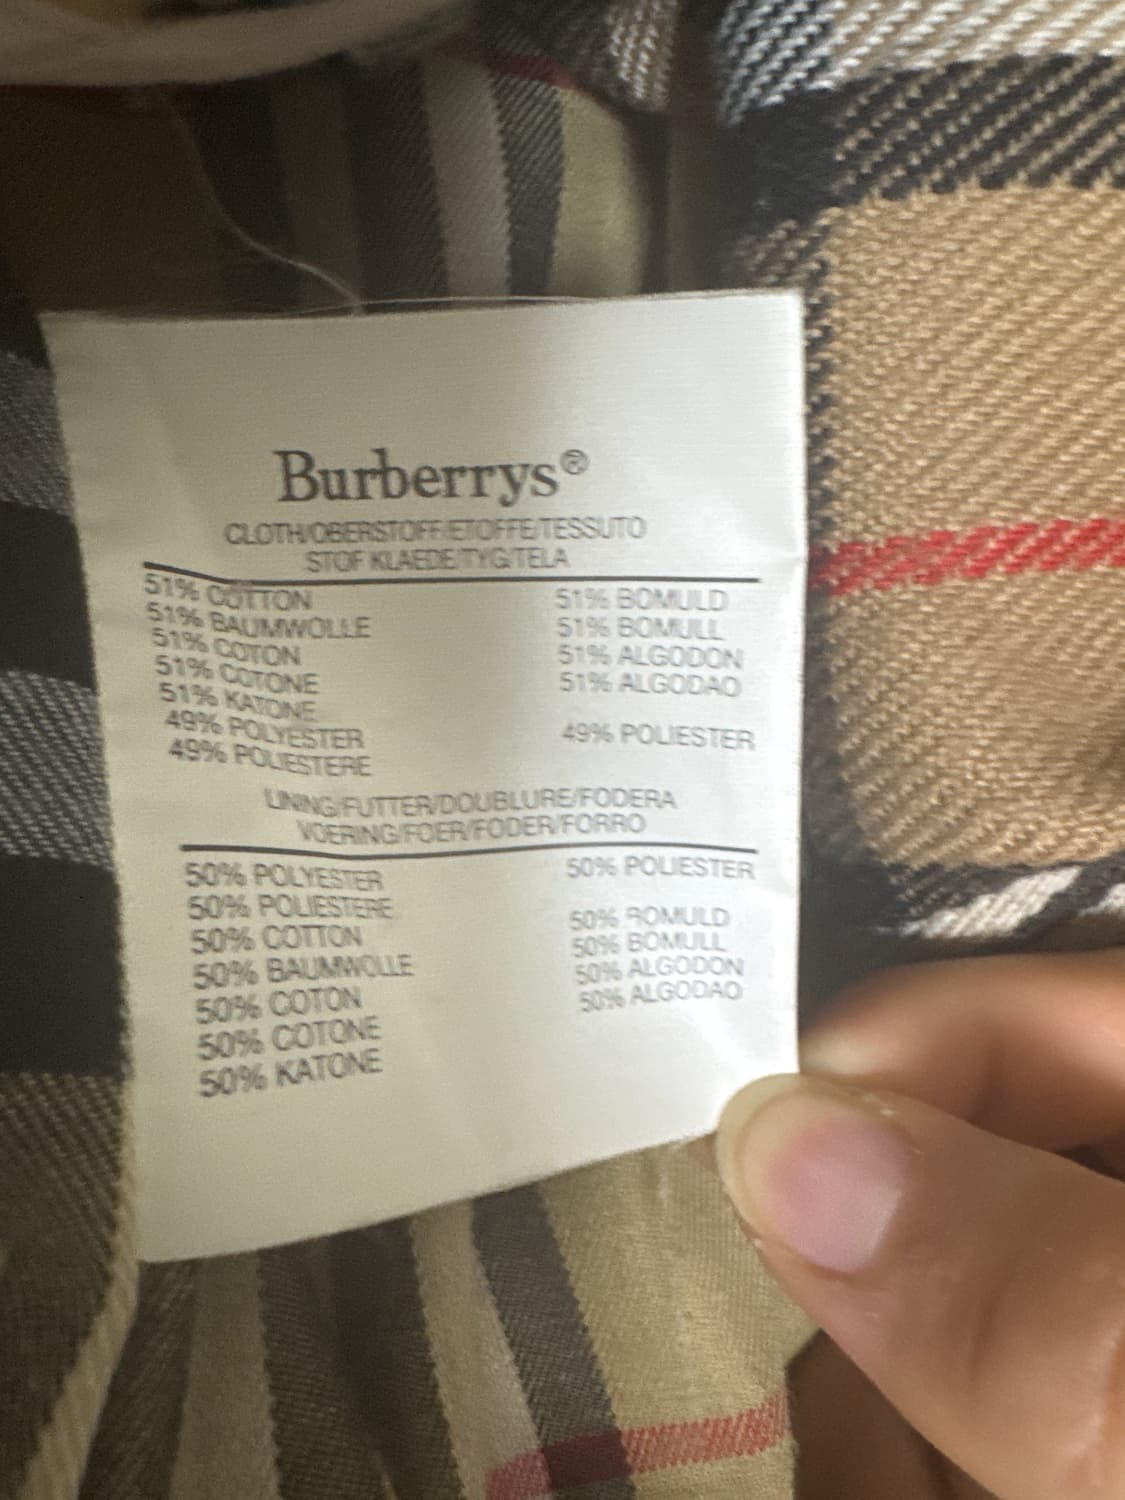 Burberrys®
CLOTH/OBERSTOFF/ETOFFE/TESSUTO
STOF KLAEDE/TYG/TELA
51% COTTON
51% BAUMWOLLE
51% COTON
51% COTONE
51% KATONE
49% POLYESTER
49% POLIESTERE
51% BOMULD
51% BOMULL
51% ALGODON
51% ALGODAO
49% POLIESTER
LINING/FUTTER/DOUBLURE/FODERA
VOERING/FOER/FODER/FORRO
50% POLYESTER
50% POLIESTERE
50% COTTON
50% BAUMWOLLE
50% COTON
50% COTONE
50% KATONE
50% POLIESTER
50% BOMULD
50% BOMULL
50% ALGODON
50% ALGODAO